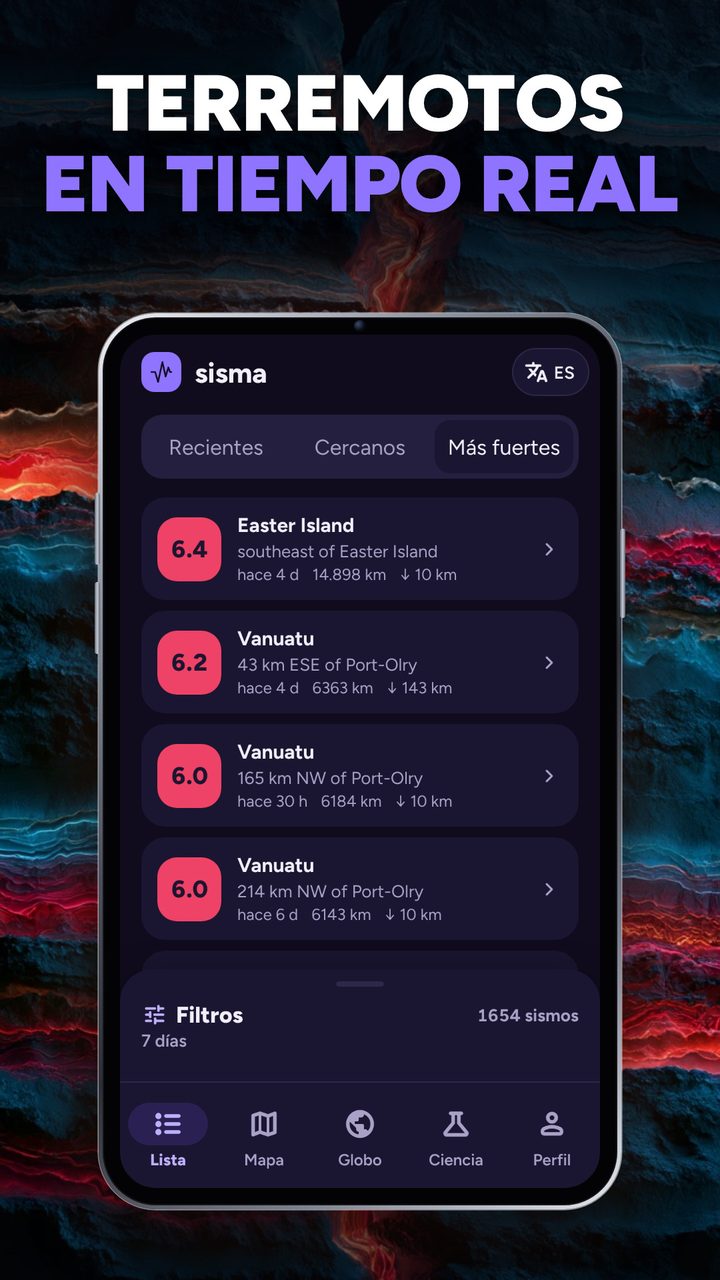 TERREMOTOS
EN TIEMPO REAL
sisma
ES
Recientes Cercanos Más fuertes
6.4
Easter Island
southeast of Easter Island
hace 4 d 14.898 km ↓ 10 km
6.2
Vanuatu
43 km ESE of Port-Olry
hace 4 d 6363 km ↓ 143 km
6.0
Vanuatu
165 km NW of Port-Olry
hace 30 h 6184 km ↓ 10 km
6.0
Vanuatu
214 km NW of Port-Olry
hace 6 d 6143 km ↓ 10 km
Filtros
1654 sismos
7 días
Lista Mapa Globo Ciencia Perfil